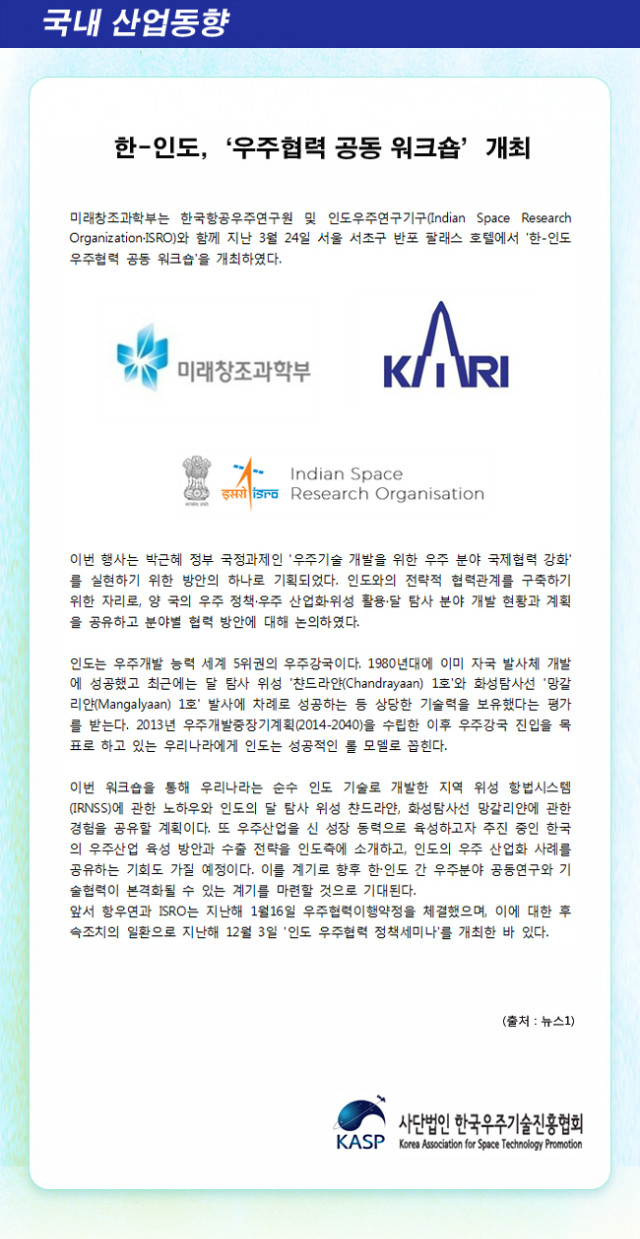 국내 산업동향
한-인도, ‘우주협력 공동 워크숍’ 개최
미래창조과학부는 한국항공우주연구원 및 인도우주연구기구(Indian Space Research
Organization·ISRO)와 함께 지난 3월 24일 서울 서초구 반포 팔래스 호텔에서 '한-인도
우주협력 공동 워크숍'을 개최하였다.
미래창조과학부
KARI
इसरो isro
Indian Space
Research Organisation
이번 행사는 박근혜 정부 국정과제인 '우주기술 개발을 위한 우주 분야 국제협력 강화'
를 실현하기 위한 방안의 하나로 기획되었다. 인도와의 전략적 협력관계를 구축하기
위한 자리로, 양 국의 우주 정책·우주 산업화·위성 활용·달 탐사 분야 개발 현황과 계획
을 공유하고 분야별 협력 방안에 대해 논의하였다.
인도는 우주개발 능력 세계 5위권의 우주강국이다. 1980년대에 이미 자국 발사체 개발
에 성공했고 최근에는 달 탐사 위성 '챤드라얀(Chandrayaan) 1호'와 화성탐사선 '망갈
리얀(Mangalyaan) 1호' 발사에 차례로 성공하는 등 상당한 기술력을 보유했다는 평가
를 받는다. 2013년 우주개발중장기계획(2014-2040)을 수립한 이후 우주강국 진입을 목
표로 하고 있는 우리나라에게 인도는 성공적인 롤 모델로 꼽힌다.
이번 워크숍을 통해 우리나라는 순수 인도 기술로 개발한 지역 위성 항법시스템
(IRNSS)에 관한 노하우와 인도의 달 탐사 위성 챤드라얀, 화성탐사선 망갈리얀에 관한
경험을 공유할 계획이다. 또 우주산업을 신 성장 동력으로 육성하고자 추진 중인 한국
의 우주산업 육성 방안과 수출 전략을 인도측에 소개하고, 인도의 우주 산업화 사례를
공유하는 기회도 가질 예정이다. 이를 계기로 향후 한·인도 간 우주분야 공동연구와 기
술협력이 본격화될 수 있는 계기를 마련할 것으로 기대된다.
앞서 항우연과 ISRO는 지난해 1월16일 우주협력이행약정을 체결했으며, 이에 대한 후
속조치의 일환으로 지난해 12월 3일 '인도 우주협력 정책세미나'를 개최한 바 있다.
(출처 : 뉴스1)
KASP
사단법인 한국우주기술진흥협회
Korea Association for Space Technology Promotion